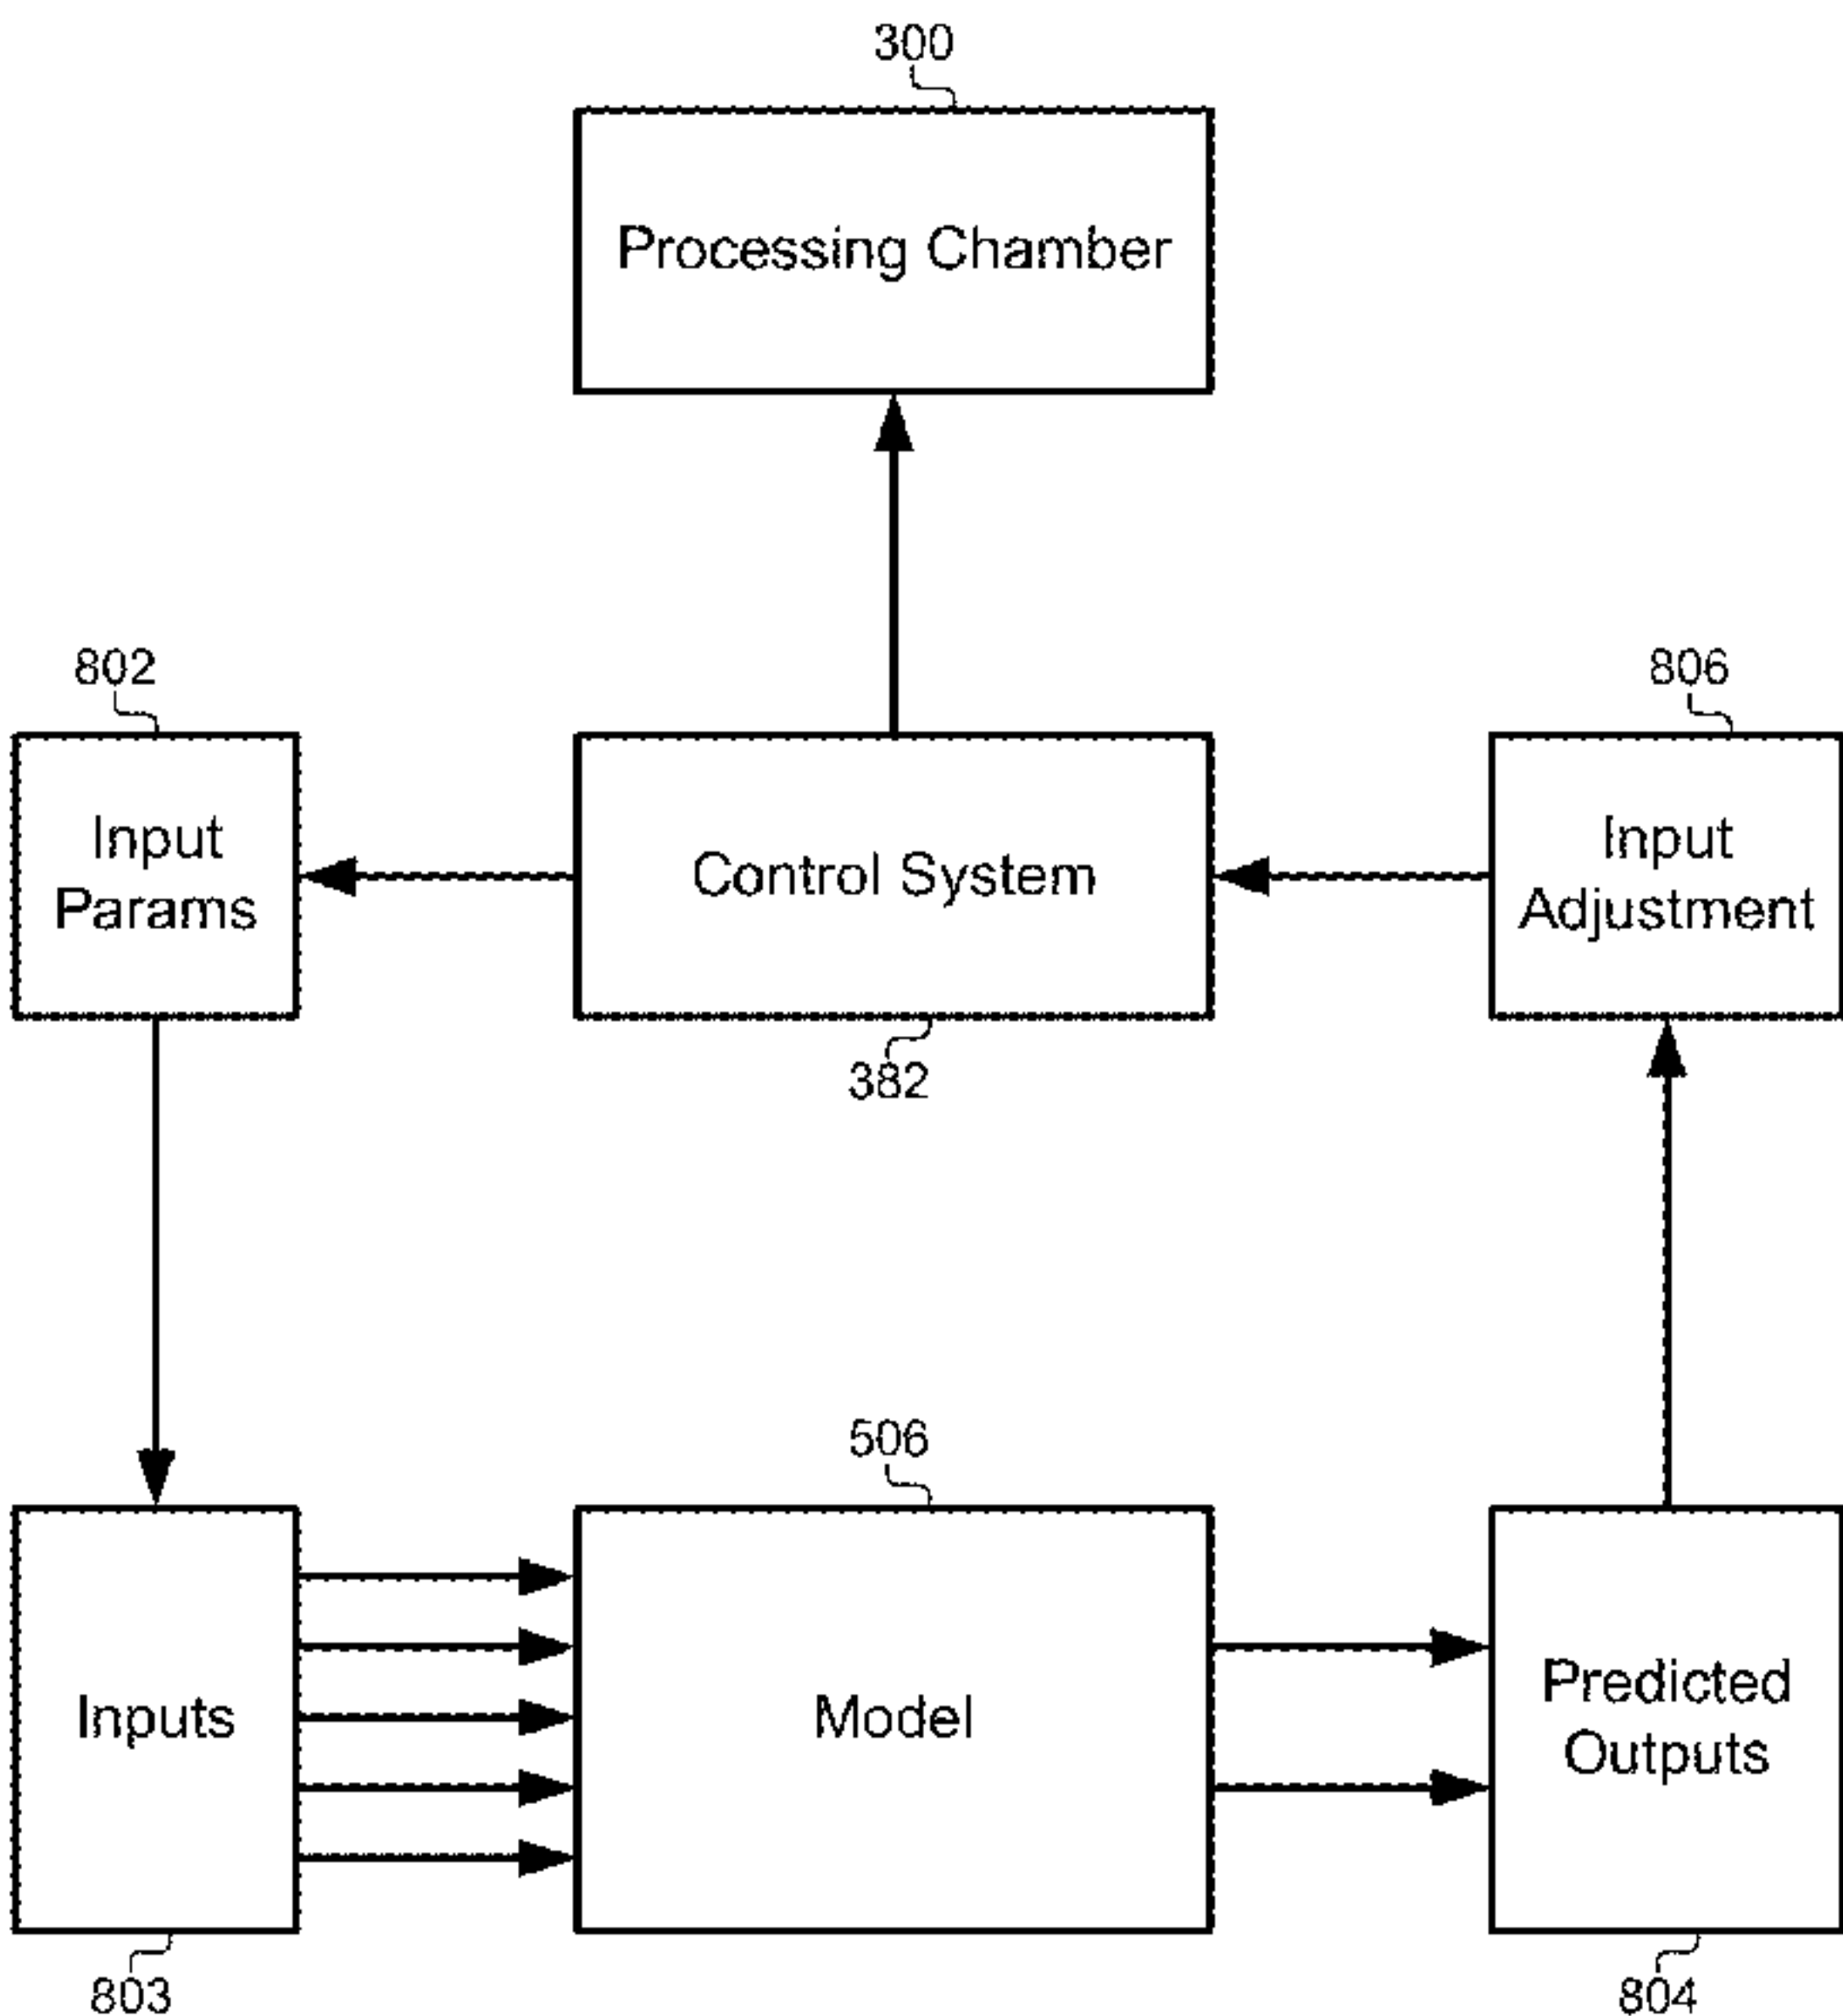 300
Processing Chamber
802
806
Input
Params
Control System
Input
Adjustment
382
506
Inputs
Model
Predicted
Outputs
803
804